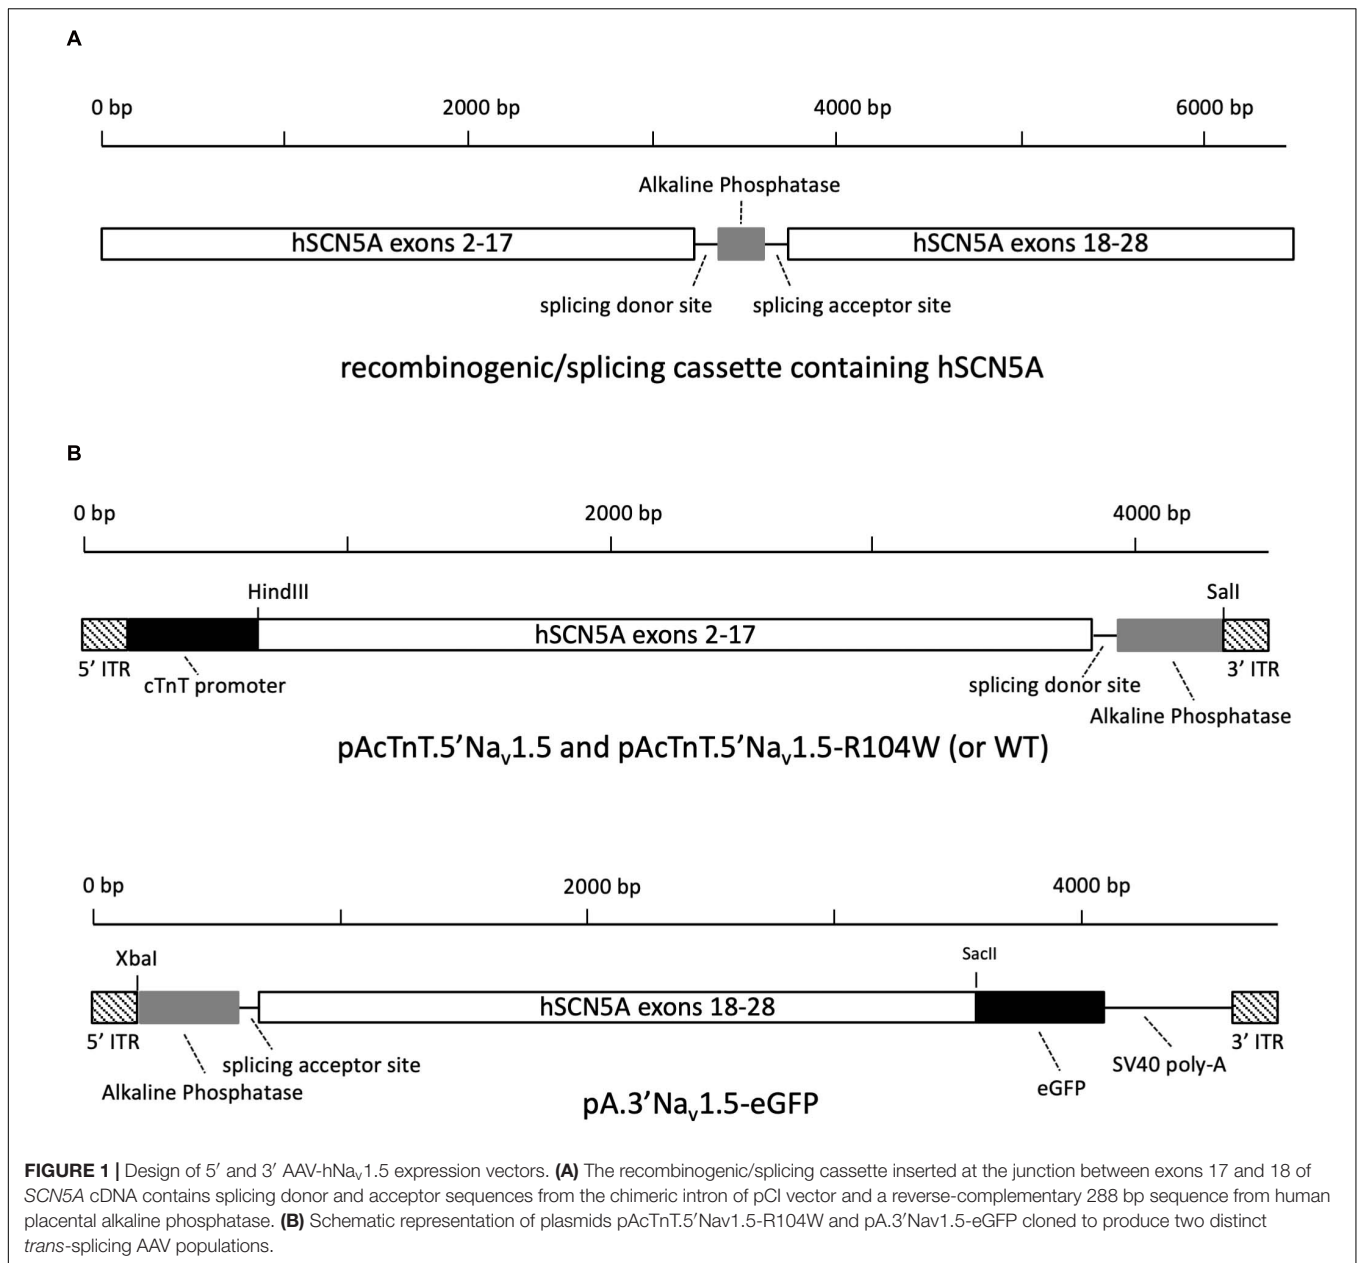 A
0 bp 2000 bp 4000 bp 6000 bp
Alkaline Phosphatase
hSCN5A exons 2-17 hSCN5A exons 18-28
splicing donor site splicing acceptor site
recombinogenic/splicing cassette containing hSCN5A
B
0 bp 2000 bp 4000 bp
HindIII SalI
hSCN5A exons 2-17
5′ ITR cTnT promoter splicing donor site 3′ ITR
Alkaline Phosphatase
pAcTnT.5′Nav1.5 and pAcTnT.5′Nav1.5-R104W (or WT)
0 bp 2000 bp 4000 bp
XbaI SacII
hSCN5A exons 18-28
5′ ITR splicing acceptor site SV40 poly-A 3′ ITR
Alkaline Phosphatase eGFP
pA.3′Nav1.5-eGFP
FIGURE 1 | Design of 5′ and 3′ AAV-hNav1.5 expression vectors. (A) The recombinogenic/splicing cassette inserted at the junction between exons 17 and 18 of
SCN5A cDNA contains splicing donor and acceptor sequences from the chimeric intron of pCI vector and a reverse-complementary 288 bp sequence from human
placental alkaline phosphatase. (B) Schematic representation of plasmids pAcTnT.5′Nav1.5-R104W and pA.3′Nav1.5-eGFP cloned to produce two distinct
trans-splicing AAV populations.